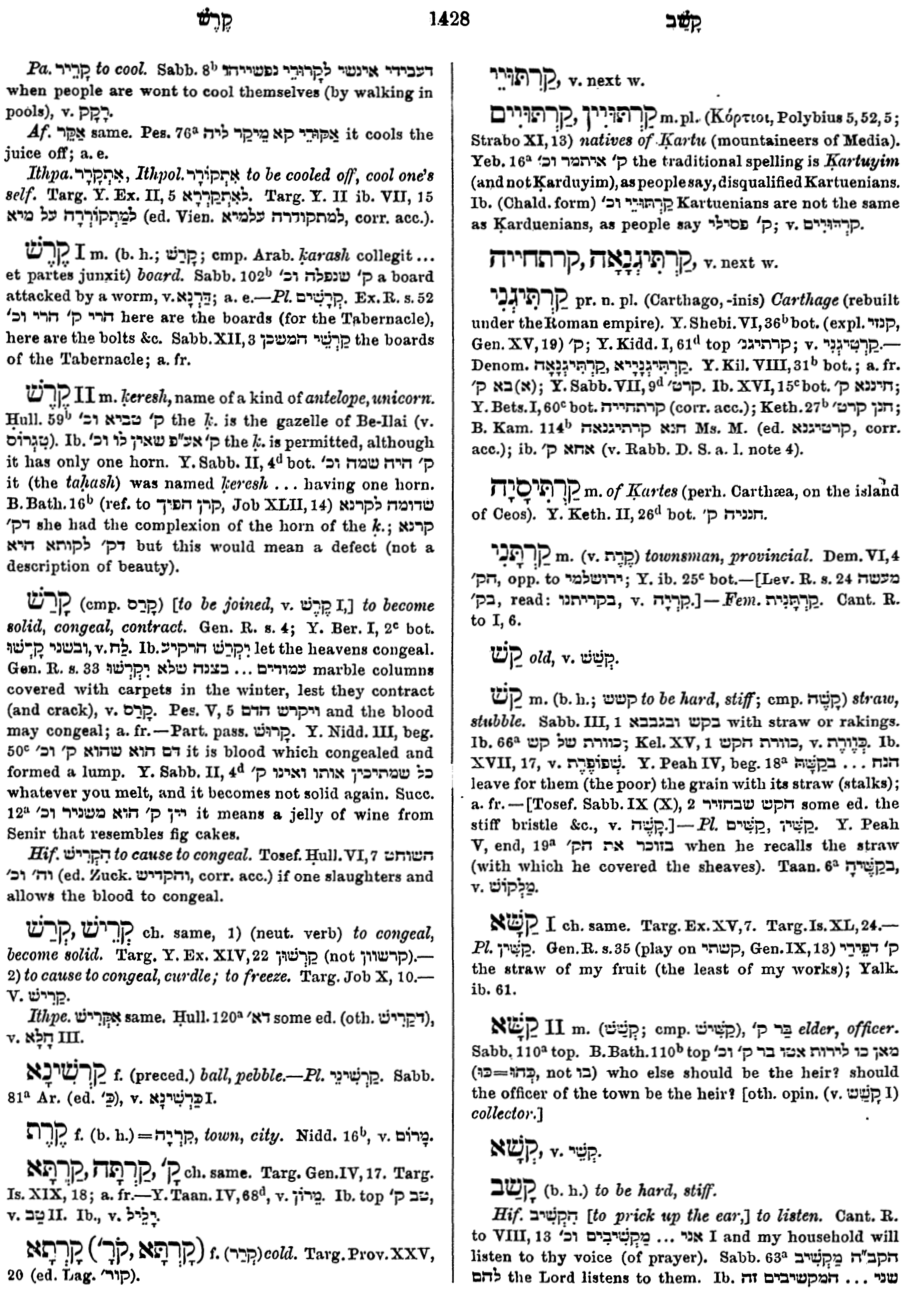 קֶרֶשׁ 1428 קָשַׁב
Pa. קָרֵיר to cool. Sabb. 8b דעבידי אינשי לקָרוּרֵי נפשייהו
when people are wont to cool themselves (by walking in
pools), v. רָקַק.
Af. אַקֵּר same. Pes. 76a אַקּוּרֵי קא מֵיקַר ליה it cools the
juice off; a. e.
Ithpa. אִתְקָרַר, Ithpol. אִתְקוֹרַר to be cooled off, cool one's
self. Targ. Y. Ex. II, 5 לאִתְקָרָרָא. Targ. Y. II ib. VII, 15
לְמִתְקוֹרָרָה על מיא (ed. Vien. למתקודרה עלמיא, corr. acc.).
קֶרֶשׁ I m. (b. h.; קָרַשׁ; cmp. Arab. ḳarash collegit ...
et partes junxit) board. Sabb. 102b ק' שנפלה וכ' a board
attacked by a worm, v. דַּרְנָא; a. e.—Pl. קְרָשִׁים. Ex. R. s. 52
הרי ק' הרי וכ' here are the boards (for the Tabernacle),
here are the bolts &c. Sabb. XII, 3 קַרְשֵׁי המשכן the boards
of the Tabernacle; a. fr.
קֶרֶשׁ II m. ḳeresh, name of a kind of antelope, unicorn.
Ḥull. 59b ק' טביא וכ' the ḳ. is the gazelle of Be-Ilai (v.
טִגְרוֹס). Ib. ק' אע"פ שאין לו וכ' the ḳ. is permitted, although
it has only one horn. Y. Sabb. II, 4d bot. ק' היה שמה וכ'
it (the taḥash) was named ḳeresh ... having one horn.
B. Bath. 16b (ref. to קרן הפוך, Job XLII, 14) שדומה לקרנא
דק' she had the complexion of the horn of the ḳ.; קרנא
דק' לקותא היא but this would mean a defect (not a
description of beauty).
קָרַשׁ (cmp. קָרַס) [to be joined, v. קֶרֶשׁ I,] to become
solid, congeal, contract. Gen. R. s. 4; Y. Ber. I, 2c bot.
ובשני קָרְשׁוּ, v. לַח. Ib. יִקְרַשׁ הרקיע let the heavens congeal.
Gen. R. s. 33 עמודים ... בצנה שלא יִקְרְשׁוּ marble columns
covered with carpets in the winter, lest they contract
(and crack), v. קָרַס. Pes. V, 5 ויקרש הדם and the blood
may congeal; a. fr.—Part. pass. קָרוּשׁ. Y. Nidd. III, beg.
50c דם הוא שהוא ק' וכ' it is blood which congealed and
formed a lump. Y. Sabb. II, 4d כל שמתיכין אותו ואינו ק'
whatever you melt, and it becomes not solid again. Succ.
12a יין ק' הוא משניר וכ' it means a jelly of wine from
Senir that resembles fig cakes.
Hif. הִקְרִישׁ to cause to congeal. Tosef. Ḥull. VI, 7 השוחט
וה' וכ' (ed. Zuck. והקדיש, corr. acc.) if one slaughters and
allows the blood to congeal.
קְרֵישׁ, קְרַשׁ ch. same, 1) (neut. verb) to congeal,
become solid. Targ. Y. Ex. XIV, 22 קְרַשׁוּן (not קרשוון).—
2) to cause to congeal, curdle; to freeze. Targ. Job X, 10.—
V. קָרִישׁ.
Ithpe. אִקְּרִישׁ same. Ḥull. 120a דא' some ed. (oth. דקָרִישׁ),
v. חָלָא III.
קַרְשִׁינָא f. (preced.) ball, pebble.—Pl. קַרְשִׁינֵי. Sabb.
81a Ar. (ed. כ'), v. כַּרְשִׁינָא I.
קֶרֶת f. (b. h.)=קִרְיָה, town, city. Nidd. 16b, v. מָרוֹם.
קַרְתָּא, קַרְתָּה, ק' ch. same. Targ. Gen. IV, 17. Targ.
Is. XIX, 18; a. fr.—Y. Taan. IV, 68d, v. מֵירוֹן. Ib. top טב ק',
v. טַב II. Ib., v. לֵילֵי.
קָרְתָא (קָרְתָּא, קֹר') f. (קרר) cold. Targ. Prov. XXV,
20 (ed. Lag. קור').
קַרְתּוּיֵי, v. next w.
קַרְתּוּיִין, קַרְתּוּיִים m. pl. (Κόρτιοι, Polybius 5, 52, 5;
Strabo XI, 13) natives of Ḳartu (mountaineers of Media).
Yeb. 16a ק' איתמר וכ' the traditional spelling is Ḳartuyim
(and not Ḳarduyim), as people say, disqualified Kartuenians.
Ib. (Chald. form) קַרְתּוּיֵי וכ' Kartuenians are not the same
as Karduenians, as people say ק' פסילי; v. קַרְדּוּיִים.
קַרְתִּיגְנָאָה, קרתחייה, v. next w.
קַרְתִּיגְנִי pr. n. pl. (Carthago, -inis) Carthage (rebuilt
under the Roman empire). Y. Shebi. VI, 36b bot. (expl. קנזי,
Gen. XV, 19) ק'; Y. Kidd. I, 61d top קרתיגנ'; v. קַרְטִיגְנִי.—
Denom. קַרְתִּיגְנָיָיא, קַרְתִּיגְנָאָה. Y. Kil. VIII, 31b bot.; a. fr.
(א)בא ק'; Y. Sabb. VII, 9d קרט'. Ib. XVI, 15c bot. חיננא ק';
Y. Bets. I, 60c bot. קרתחייה (corr. acc.); Keth. 27b חנן קרט';
B. Kam. 114b חנא קרתיגנאה Ms. M. (ed. קרטיגנא, corr.
acc.); ib. אחא ק' (v. Rabb. D. S. a. l. note 4).
קַרְתִּיסָיָה m. of Kartes (perh. Carthæa, on the island
of Ceos). Y. Keth. II, 26d bot. חנניה ק'.
קַרְתָּנִי m. (v. קֶרֶת) townsman, provincial. Dem. VI, 4
הק', opp. to ירושלמי; Y. ib. 25c bot.—[Lev. R. s. 24 מעשה
בק', read: בקריתנו, v. קִרְיָה.]—Fem. קַרְתָּנִית. Cant. R.
to I, 6.
קַשׁ old, v. קַשַׁשׁ.
קַשׁ m. (b. h.; קשש to be hard, stiff; cmp. קָשֶׁה) straw,
stubble. Sabb. III, 1 בקש ובגבבא with straw or rakings.
Ib. 66a כוורת של קש; Kel. XV, 1 כוורת הקש, v. כַּוֶּורֶת. Ib.
XVII, 17, v. שְׁפוֹפֶרֶת. Y. Peah IV, beg. 18a הנח ... בקַשָּׁהּ
leave for them (the poor) the grain with its straw (stalks);
a. fr.—[Tosef. Sabb. IX (X), 2 הקש שבחזיר some ed. the
stiff bristle &c., v. קָשֶׁה.]—Pl. קַשִּׁין, קַשִּׁים. Y. Peah
V, end, 19a בזוכר את הק' when he recalls the straw
(with which he covered the sheaves). Taan. 6a בקַשֶּׁיהָ,
v. מַלְקוֹשׁ.
קַשָּׁא I ch. same. Targ. Ex. XV, 7. Targ. Is. XL, 24.—
Pl. קַשִּׁין. Gen. R. s. 35 (play on קשתי, Gen. IX, 13) ק' דפֵירֵי
the straw of my fruit (the least of my works); Yalk.
ib. 61.
קַשָּׁא II m. (קָשַׁשׁ; cmp. קַשִּׁישׁ), בַּר ק' elder, officer.
Sabb. 110a top. B. Bath. 110b top מאן כו לירות אטו בר ק' וכ'
(כַּהוּ=כּוּ, not בו) who else should be the heir? should
the officer of the town be the heir? [oth. opin. (v. קָשַׁשׁ I)
collector.]
קְשָׁא, v. קְשֵׁי.
קָשַׁב (b. h.) to be hard, stiff.
Hif. הִקְשִׁיב [to prick up the ear,] to listen. Cant. R.
to VIII, 13 אני ... מַקְשִׁיבִים וכ' I and my household will
listen to thy voice (of prayer). Sabb. 63a הקב"ה מַקְשִׁיב
להם the Lord listens to them. Ib. שני ... המקשיבים זה